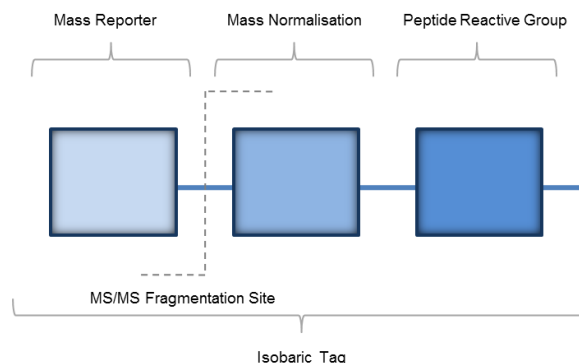 Mass Reporter
Mass Normalisation
Peptide Reactive Group
MS/MS Fragmentation Site
Isobaric Tag